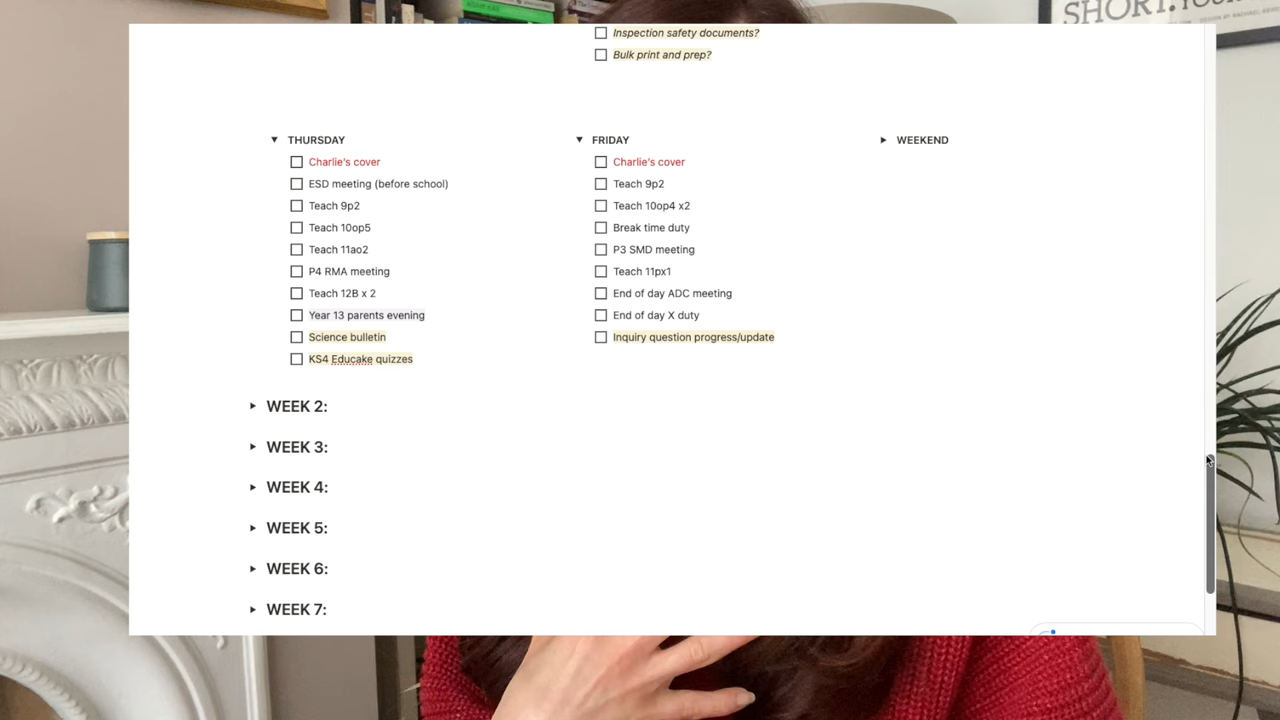 SHORT.
Inspection safety documents?
Bulk print and prep?
THURSDAY
Charlie's cover
ESD meeting (before school)
Teach 9p2
Teach 10op5
Teach 11ao2
P4 RMA meeting
Teach 12B x 2
Year 13 parents evening
Science bulletin
KS4 Educake quizzes
FRIDAY
Charlie's cover
Teach 9p2
Teach 10op4 x2
Break time duty
P3 SMD meeting
Teach 11px1
End of day ADC meeting
End of day X duty
Inquiry question progress/update
WEEKEND
WEEK 2:
WEEK 3:
WEEK 4:
WEEK 5:
WEEK 6:
WEEK 7: